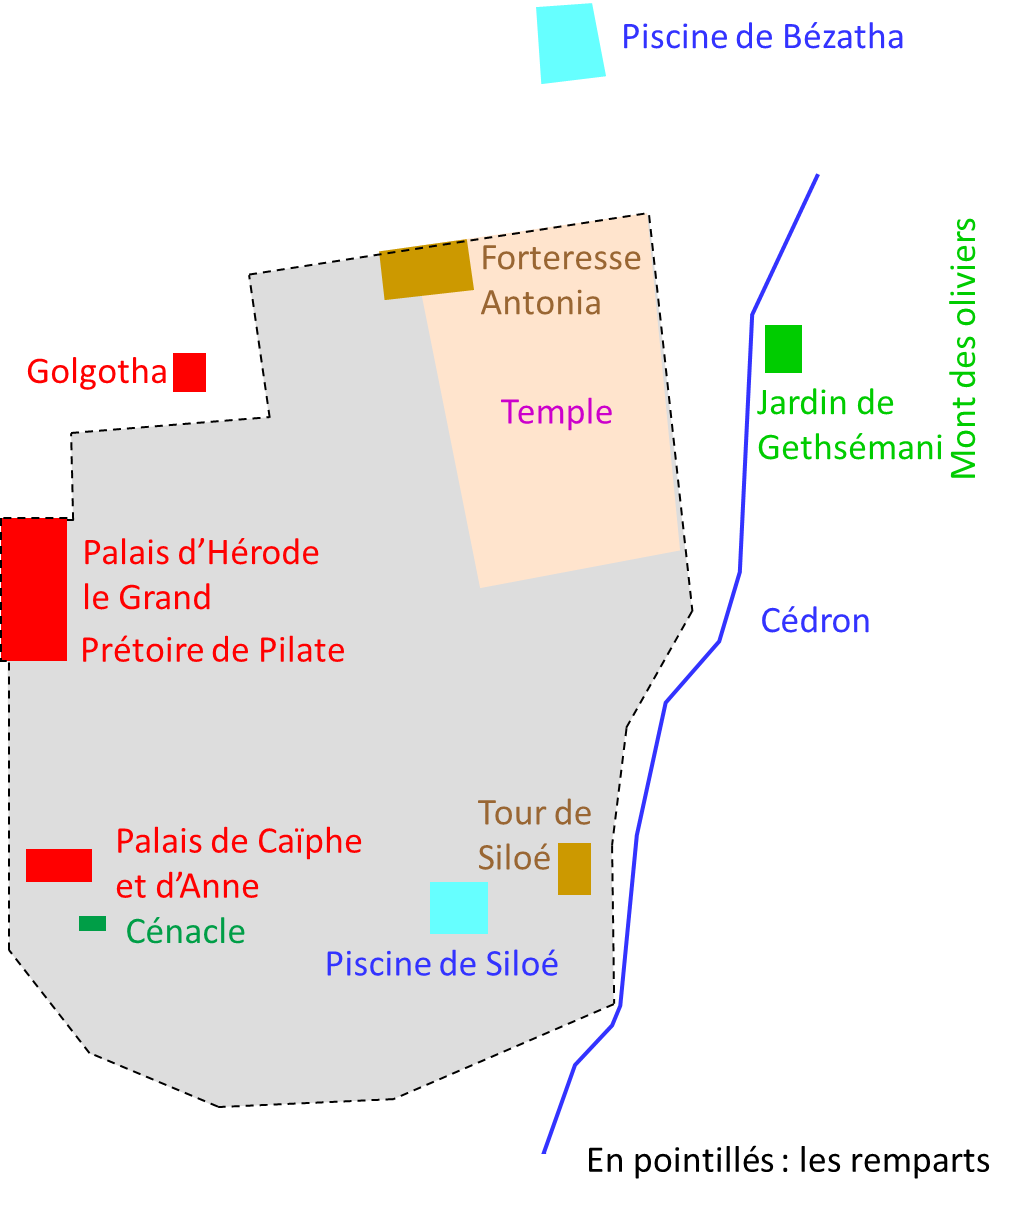 Piscine de Bézatha
Forteresse
Antonia
Mont des oliviers
Golgotha
Temple
Jardin de
Gethsémani
Palais d’Hérode
le Grand
Prétoire de Pilate
Cédron
Tour de
Siloé
Palais de Caïphe
et d’Anne
Cénacle
Piscine de Siloé
En pointillés : les remparts